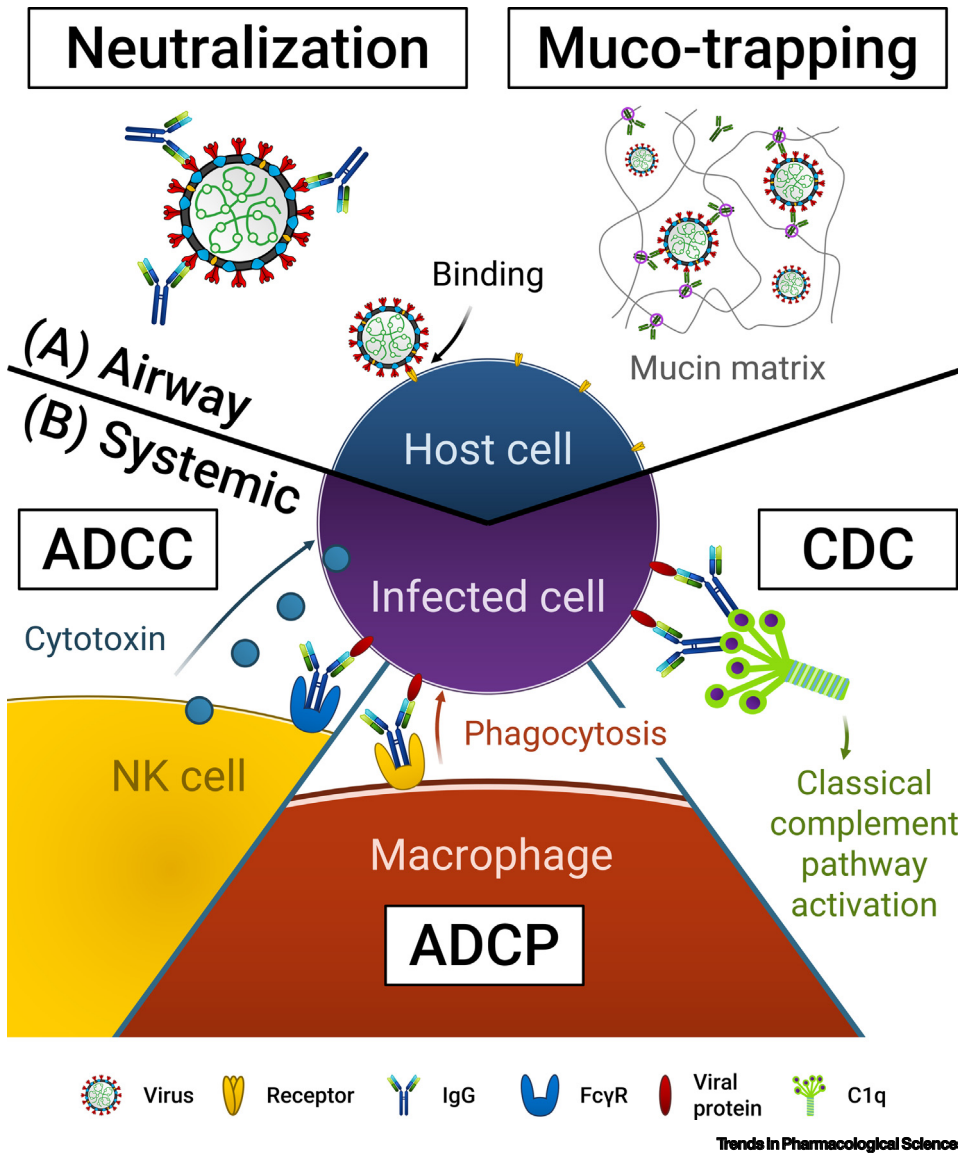 Neutralization
Muco-trapping
Binding
Mucin matrix
(A) Airway
(B) Systemic
Host cell
ADCC
CDC
Infected cell
Cytotoxin
Phagocytosis
NK cell
Classical
complement
pathway
activation
Macrophage
ADCP
Virus
Receptor
IgG
FcγR
Viral
protein
C1q
Trends in Pharmacological Science